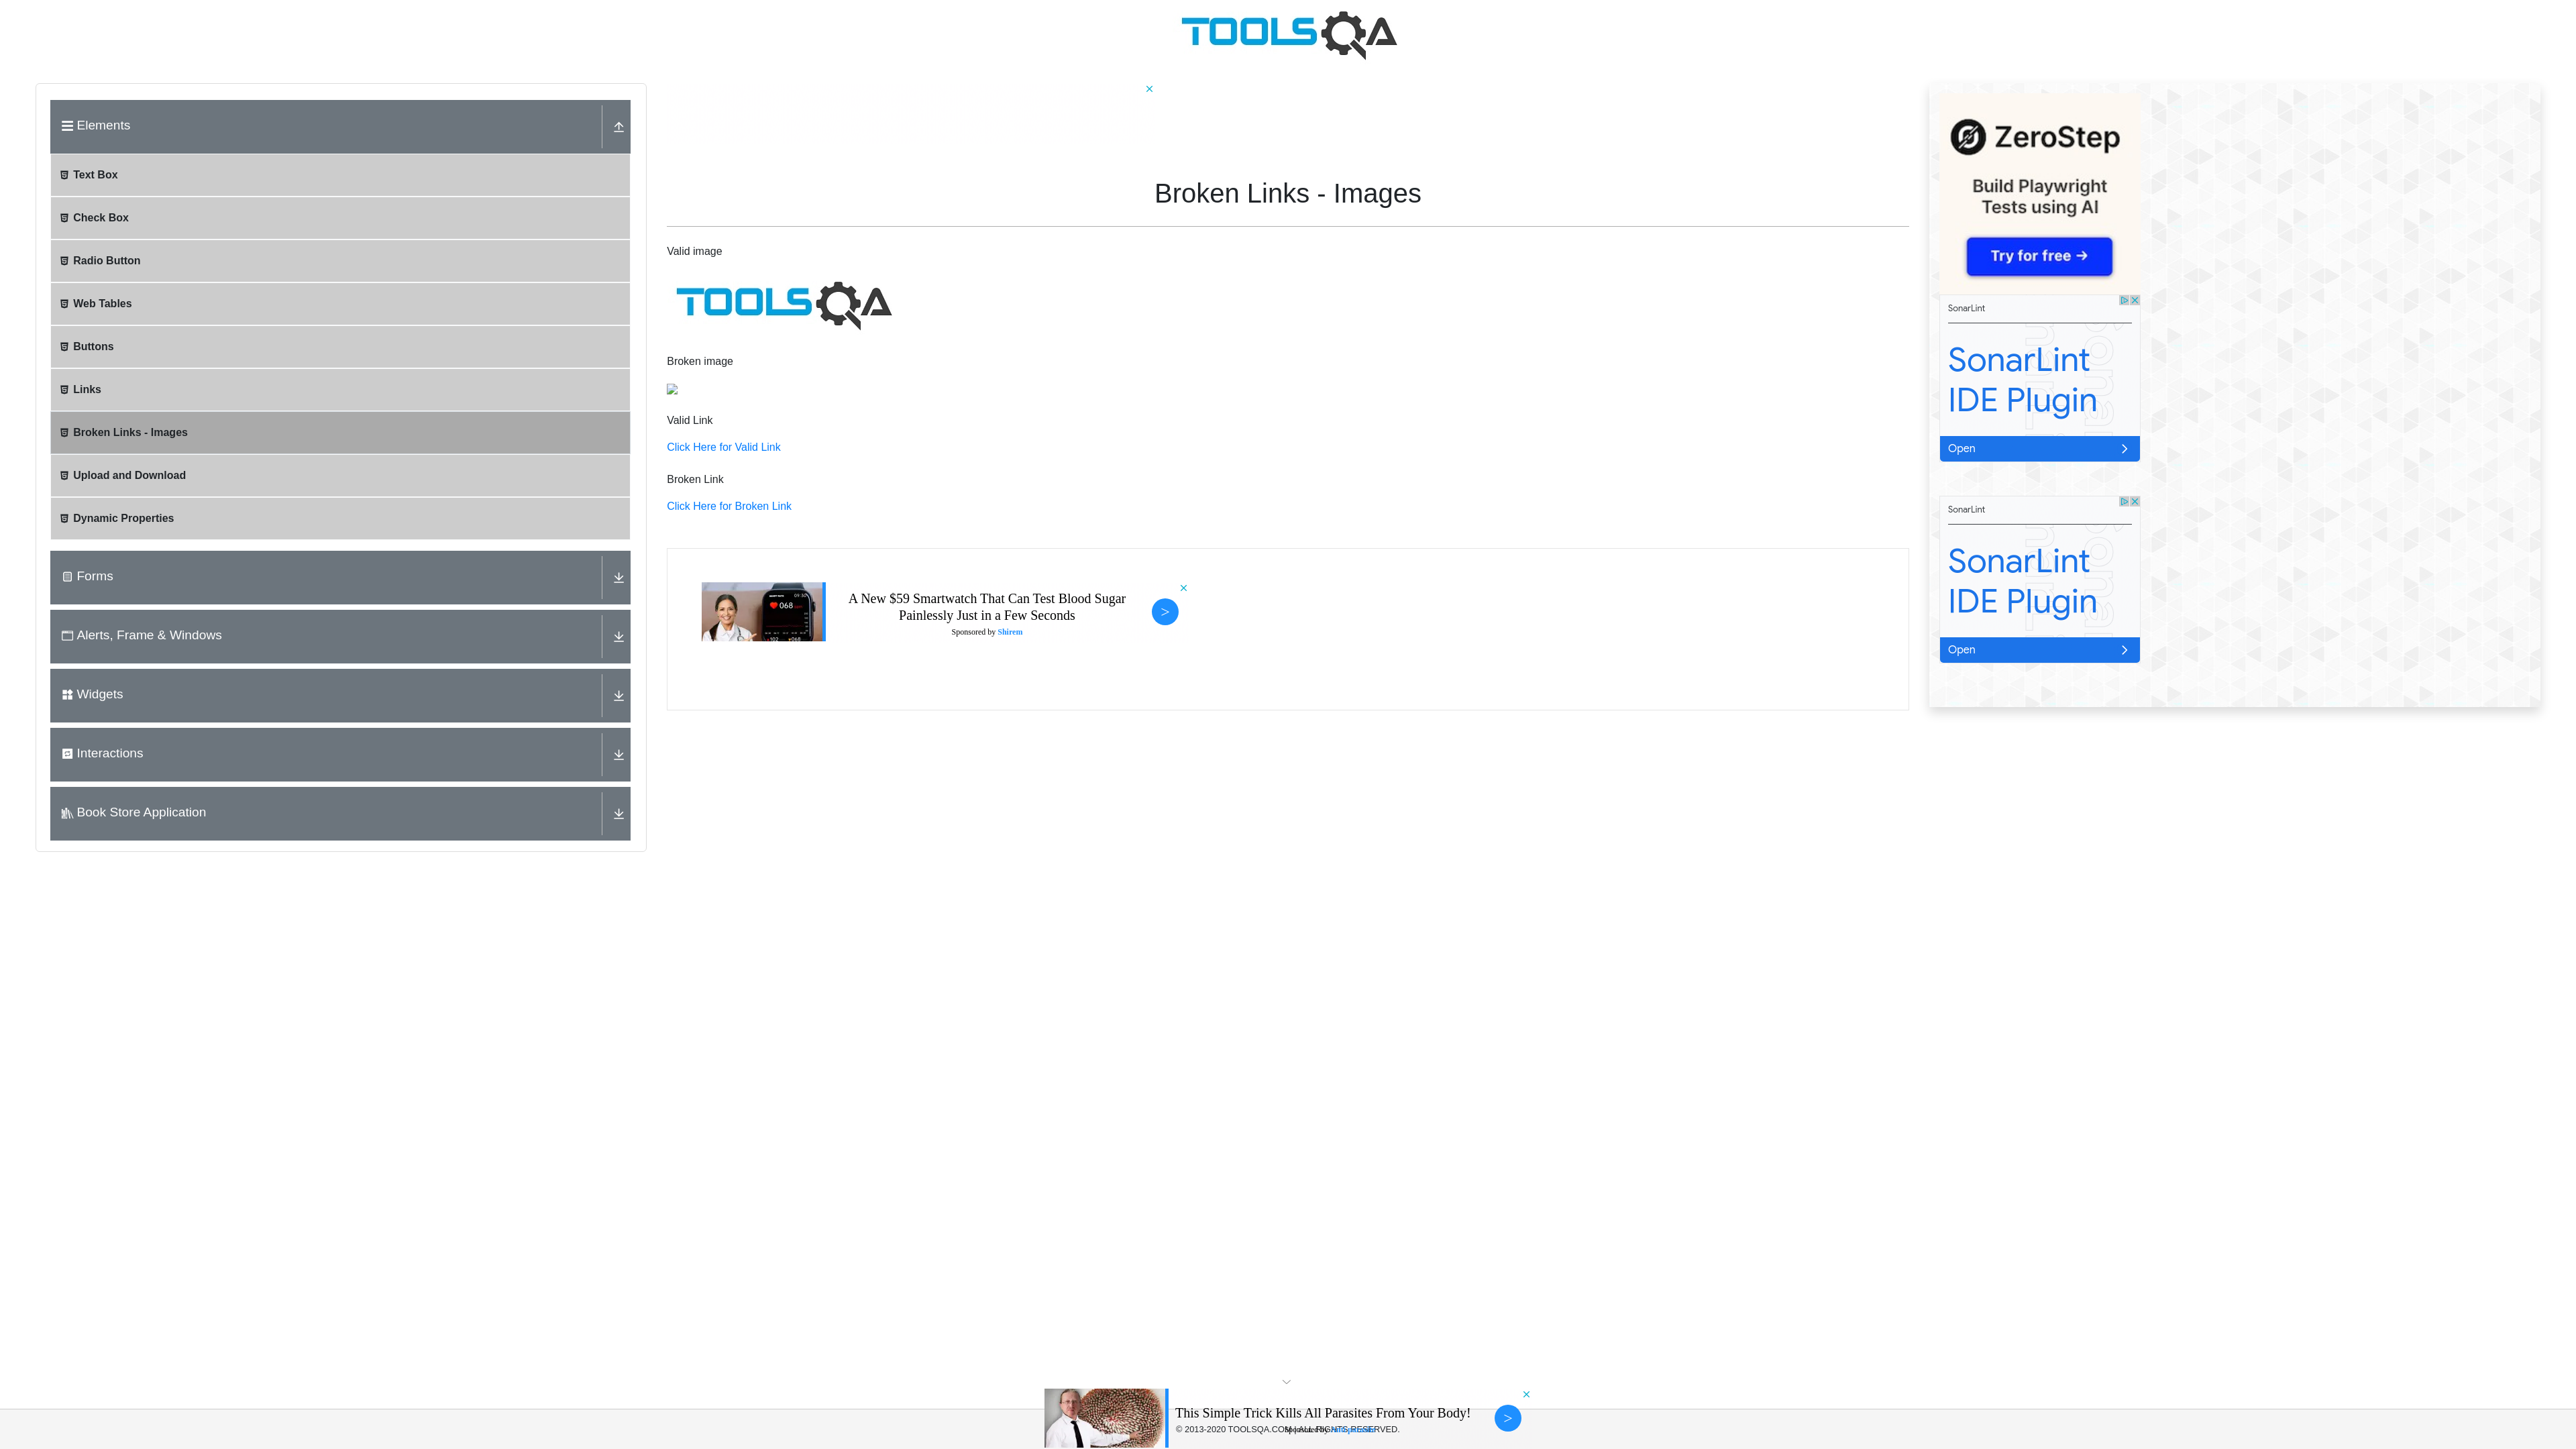 TOOLSQA
Elements
Text Box
Check Box
Radio Button
Web Tables
Buttons
Links
Broken Links - Images
Upload and Download
Dynamic Properties
Forms
Alerts, Frame & Windows
Widgets
Interactions
Book Store Application
Broken Links - Images
Valid image
TOOLSQA
Broken image
Valid Link
Click Here for Valid Link
Broken Link
Click Here for Broken Link
A New $59 Smartwatch That Can Test Blood Sugar
Painlessly Just in a Few Seconds
Sponsored by Shirem
>
ZeroStep
Build Playwright
Tests using AI
Try for free →
SonarLint
SonarLint
IDE Plugin
Open
SonarLint
SonarLint
IDE Plugin
Open
This Simple Trick Kills All Parasites From Your Body!
>
© 2013-2020 TOOLSQA.COM | ALL RIGHTS RESERVED.